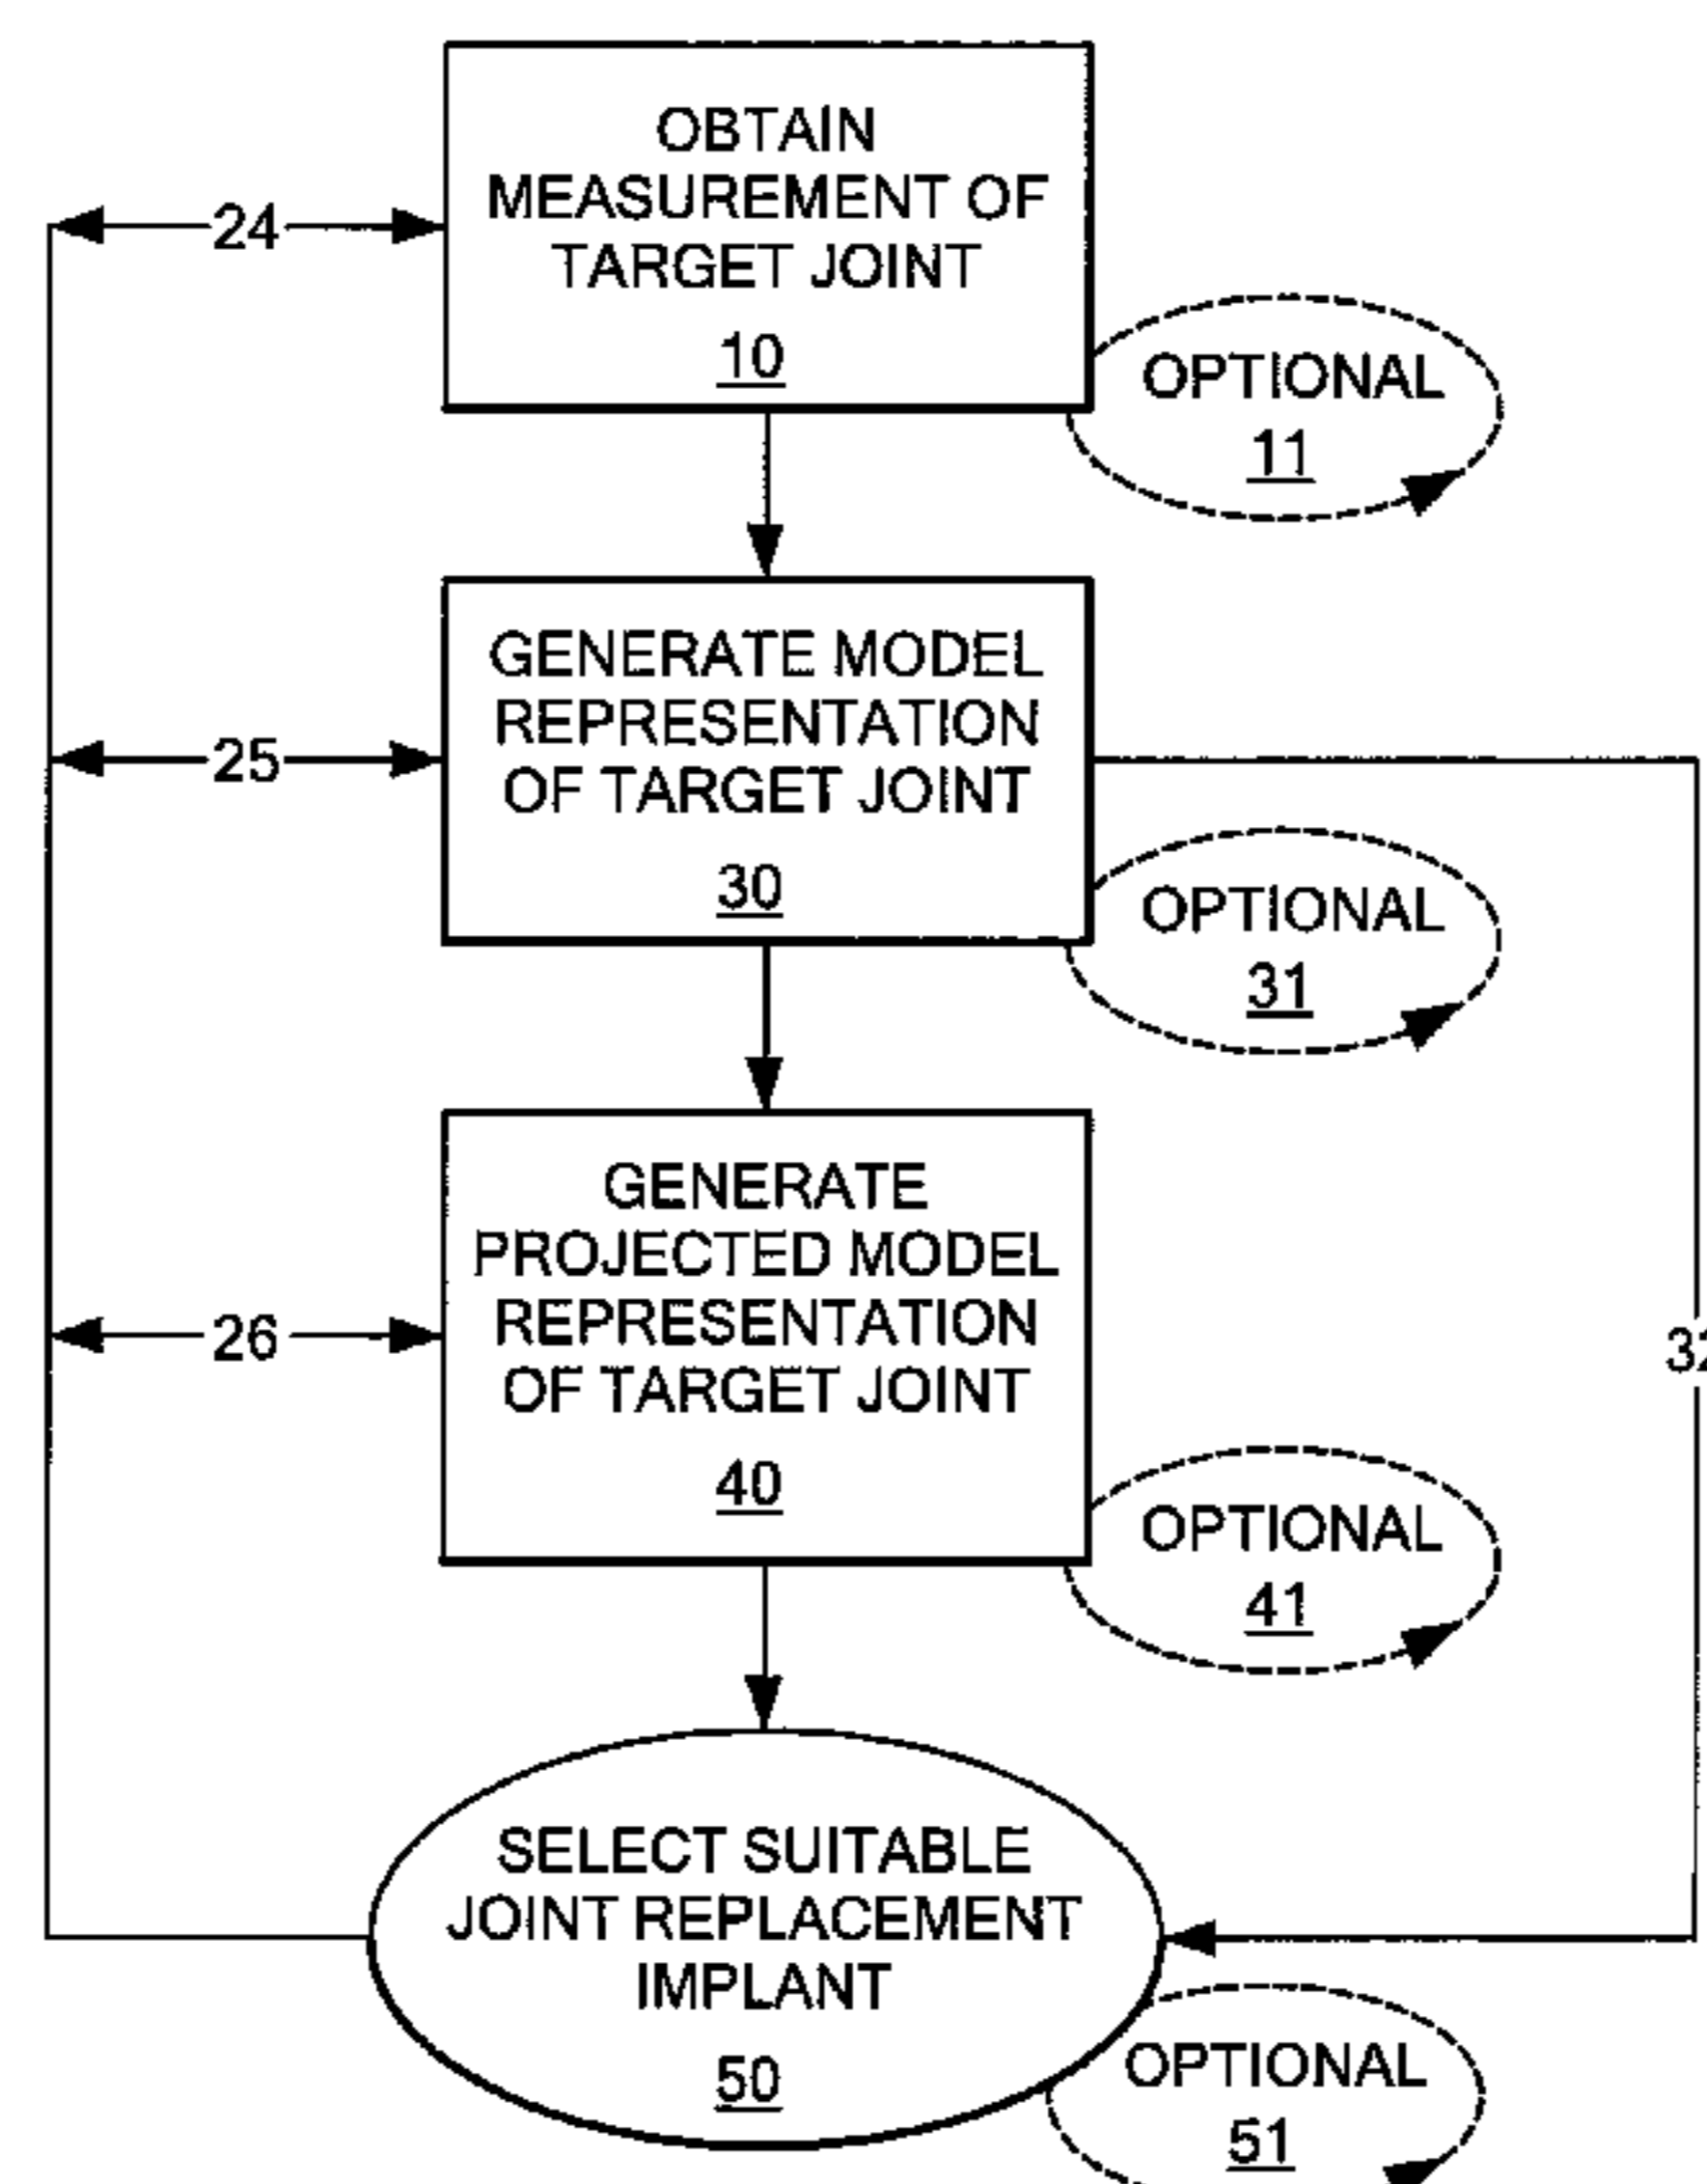 OBTAIN
MEASUREMENT OF
TARGET JOINT
10
24
OPTIONAL
11
GENERATE MODEL
REPRESENTATION
OF TARGET JOINT
30
25
OPTIONAL
31
GENERATE
PROJECTED MODEL
REPRESENTATION
OF TARGET JOINT
40
26
32
OPTIONAL
41
SELECT SUITABLE
JOINT REPLACEMENT
IMPLANT
50
OPTIONAL
51